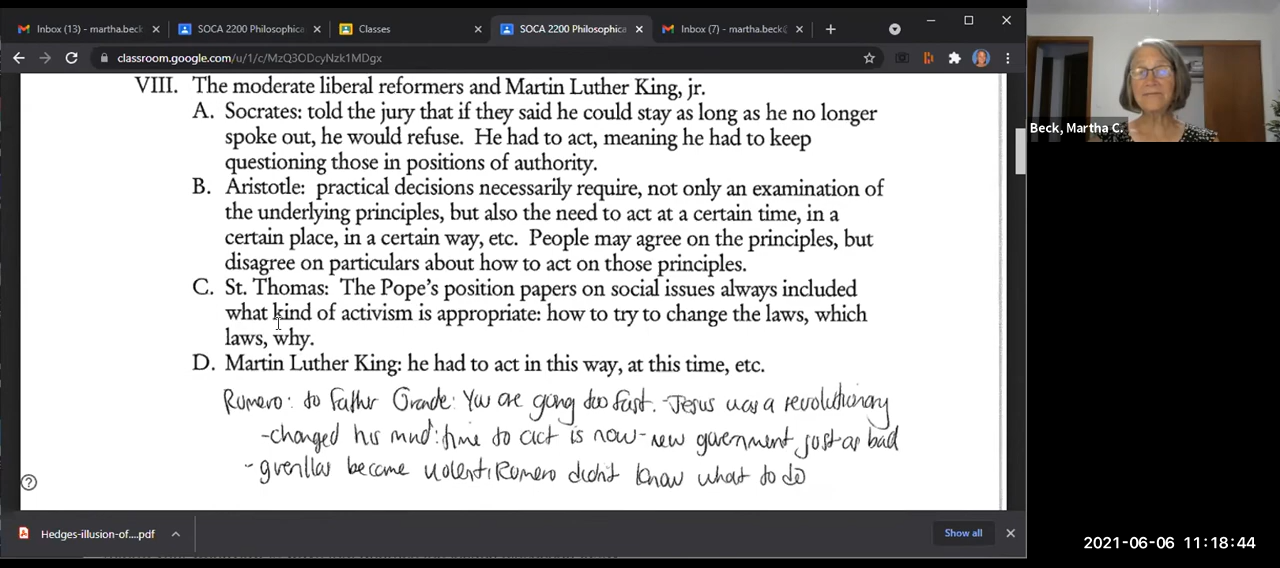 Inbox (13) - martha.beck
SOCA 2200 Philosophica
Classes
SOCA 2200 Philosophica
Inbox (7) - martha.beck@
classroom.google.com/u/1/c/MzQ3ODcyNzk1MDgx
VIII. The moderate liberal reformers and Martin Luther King, jr.
A. Socrates: told the jury that if they said he could stay as long as he no longer
spoke out, he would refuse. He had to act, meaning he had to keep
questioning those in positions of authority.
B. Aristotle: practical decisions necessarily require, not only an examination of
the underlying principles, but also the need to act at a certain time, in a
certain place, in a certain way, etc. People may agree on the principles, but
disagree on particulars about how to act on those principles.
C. St. Thomas: The Pope's position papers on social issues always included
what kind of activism is appropriate: how to try to change the laws, which
laws, why.
D. Martin Luther King: he had to act in this way, at this time, etc.
Romero: to Father Grande: You are going too fast. - Jesus was a revolutionary
- changed his mind: time to act is now - new government just as bad
- guerillas become violent; Romero didn't know what to do
Hedges-illusion-of....pdf
Show all
Beck, Martha C.
2021-06-06 11:18:44